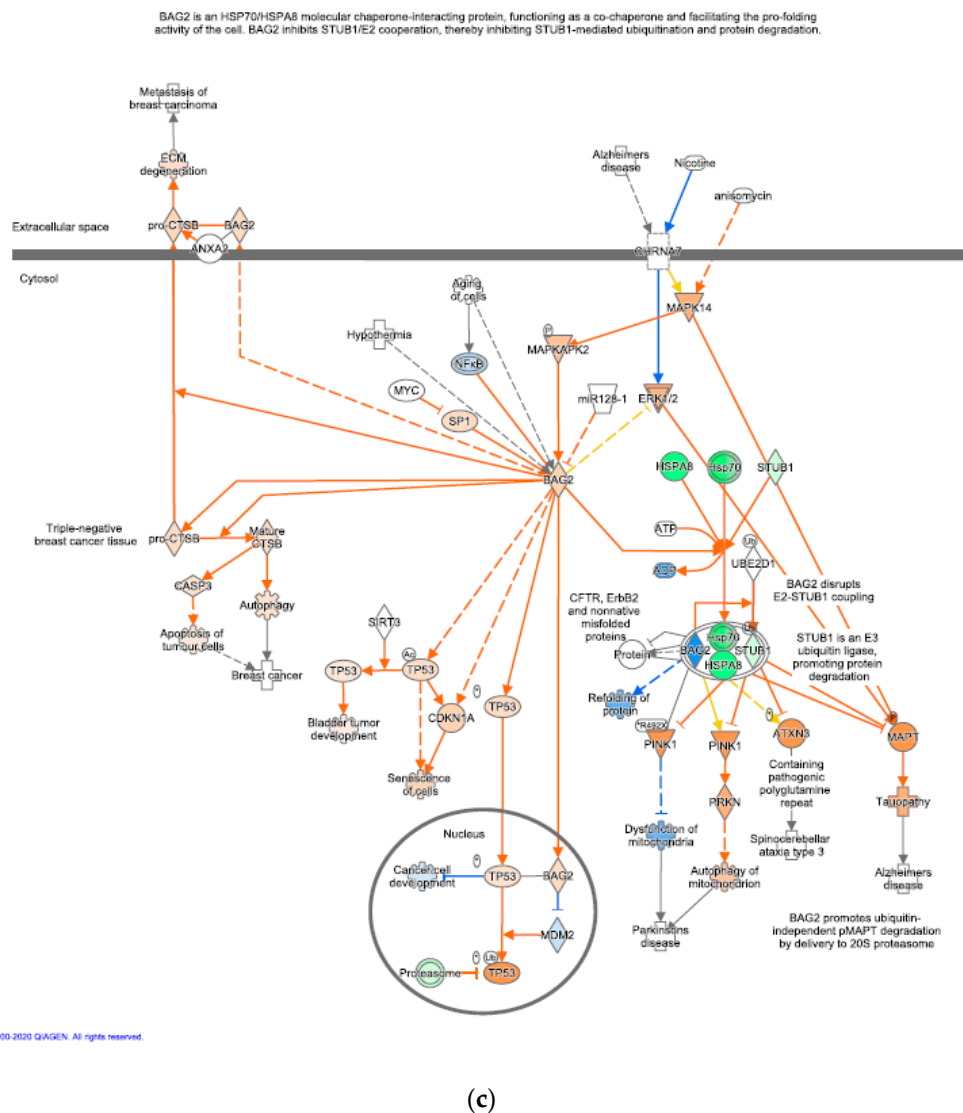 BAG2 is an HSP70/HSPA8 molecular chaperone-interacting protein, functioning as a co-chaperone and facilitating the pro-folding
activity of the cell. BAG2 inhibits STUB1/E2 cooperation, thereby inhibiting STUB1-mediated ubiquitination and protein degradation.
Metastasis of
breast carcinoma
ECM
degeneration
Alzheimers
disease
Nicotine
anisomycin
Extracellular space
pro-CTSB
BAG2
ANXA2
CHRNA7
Cytosol
Aging
of cells
MAPK14
Hypothermia
P
MAPKAPK2
NFκB
MYC
miR128-1
ERK1/2
SP1
BAG2
HSPA8
Hsp70
STUB1
ATP
Triple-negative
breast cancer tissue
pro-CTSB
Mature
CTSB
Ub
UBE2D1
ADP
BAG2 disrupts
E2-STUB1 coupling
CASP3
Autophagy
CFTR, ErbB2
and nonnative
misfolded
proteins
SIRT3
Apoptosis of
tumour cells
Hsp70
Ub
BAG2
STUB1
HSPA8
Protein
STUB1 is an E3
ubiquitin ligase,
promoting protein
degradation
Ac
TP53
TP53
Breast cancer
Refolding of
protein
CDKN1A
TP53
*R492X
P
Bladder tumor
development
PINK1
PINK1
ATXN3
MAPT
Senescence
of cells
Containing
pathogenic
polyglutamine
repeat
PRKN
Tauopathy
Nucleus
Dysfunction of
mitochondria
Spinocerebellar
ataxia type 3
Cancer cell
development
TP53
BAG2
Autophagy of
mitochondrion
Alzheimers
disease
MDM2
Parkinsons
disease
BAG2 promotes ubiquitin-
independent pMAPT degradation
by delivery to 20S proteasome
Ub
Proteasome
TP53
00-2020 QIAGEN. All rights reserved.
(c)